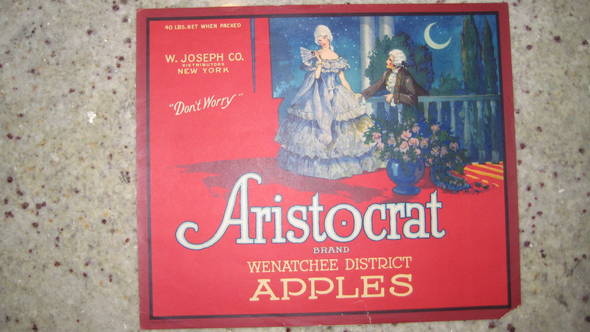 40 LBS. NET WHEN PACKED
W. JOSEPH CO.
DISTRIBUTORS
NEW YORK
"Don't Worry"
Aristocrat
BRAND
WENATCHEE DISTRICT
APPLES